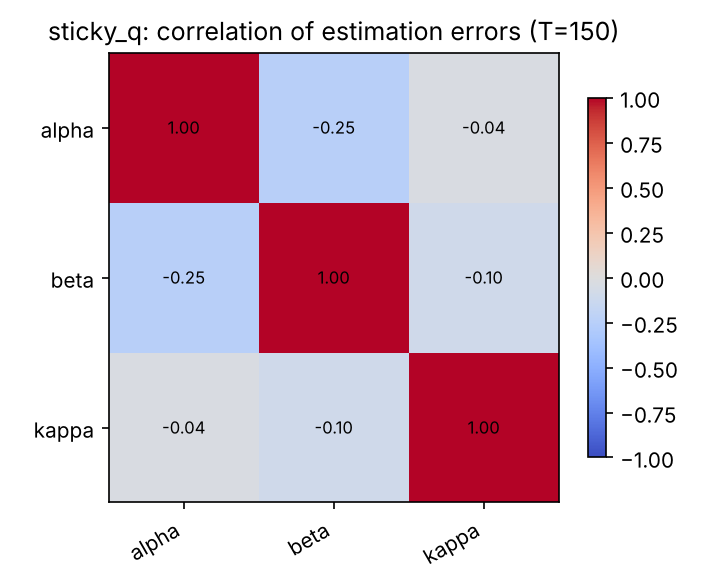 sticky_q: correlation of estimation errors (T=150)
alpha
1.00
-0.25
-0.04
beta
-0.25
1.00
-0.10
kappa
-0.04
-0.10
1.00
alpha
beta
kappa
1.00
0.75
0.50
0.25
0.00
−0.25
−0.50
−0.75
−1.00